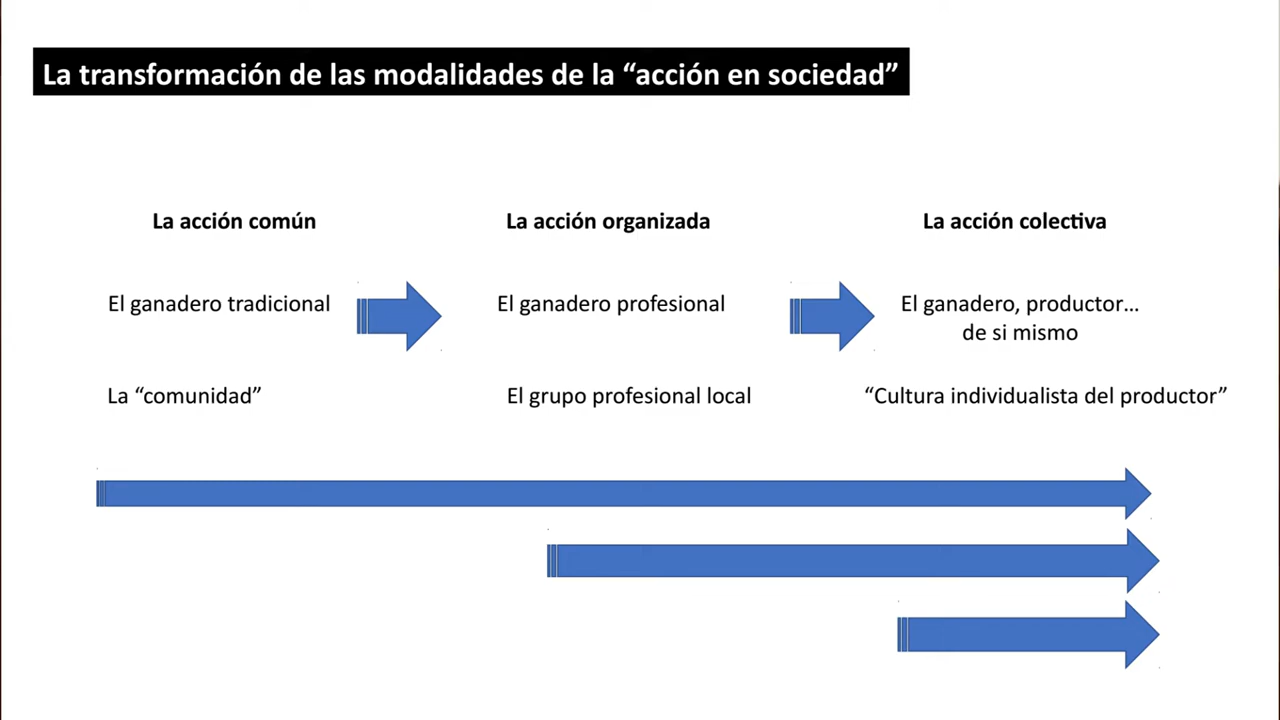 La transformación de las modalidades de la “acción en sociedad”
La acción común
La acción organizada
La acción colectiva
El ganadero tradicional
El ganadero profesional
El ganadero, productor…
de si mismo
La “comunidad”
El grupo profesional local
“Cultura individualista del productor”